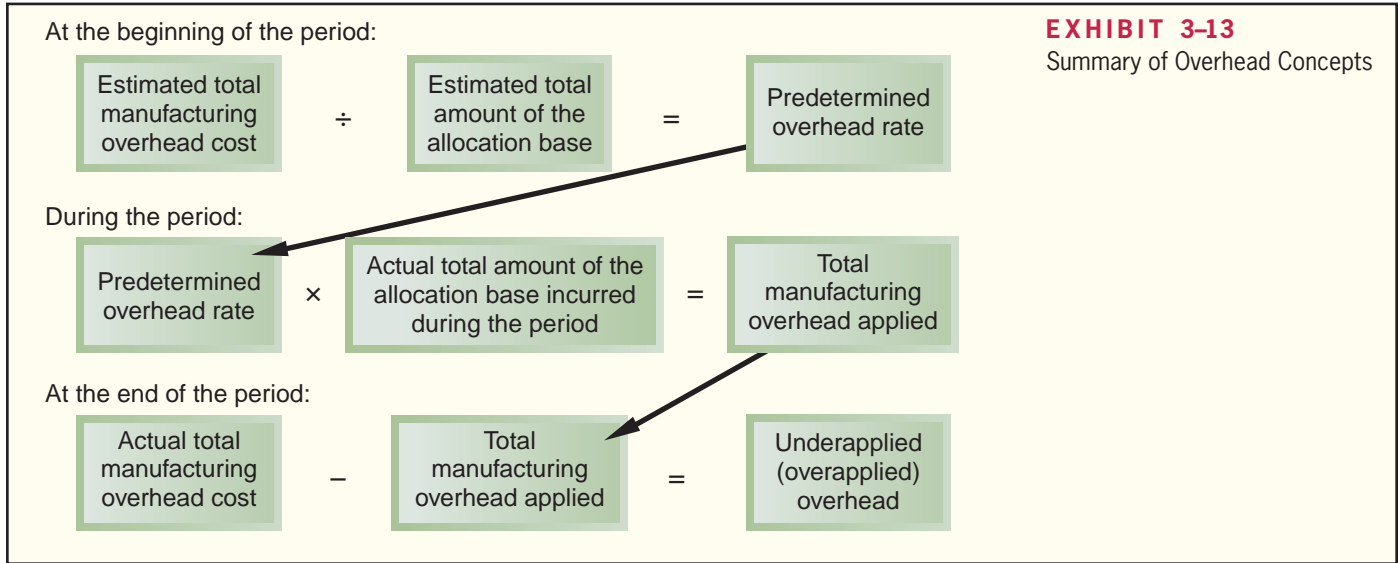 At the beginning of the period:
EXHIBIT 3–13
Summary of Overhead Concepts
Estimated total
manufacturing
overhead cost
÷
Estimated total
amount of the
allocation base
=
Predetermined
overhead rate
During the period:
Predetermined
overhead rate
×
Actual total amount of the
allocation base incurred
during the period
=
Total
manufacturing
overhead applied
At the end of the period:
Actual total
manufacturing
overhead cost
–
Total
manufacturing
overhead applied
=
Underapplied
(overapplied)
overhead